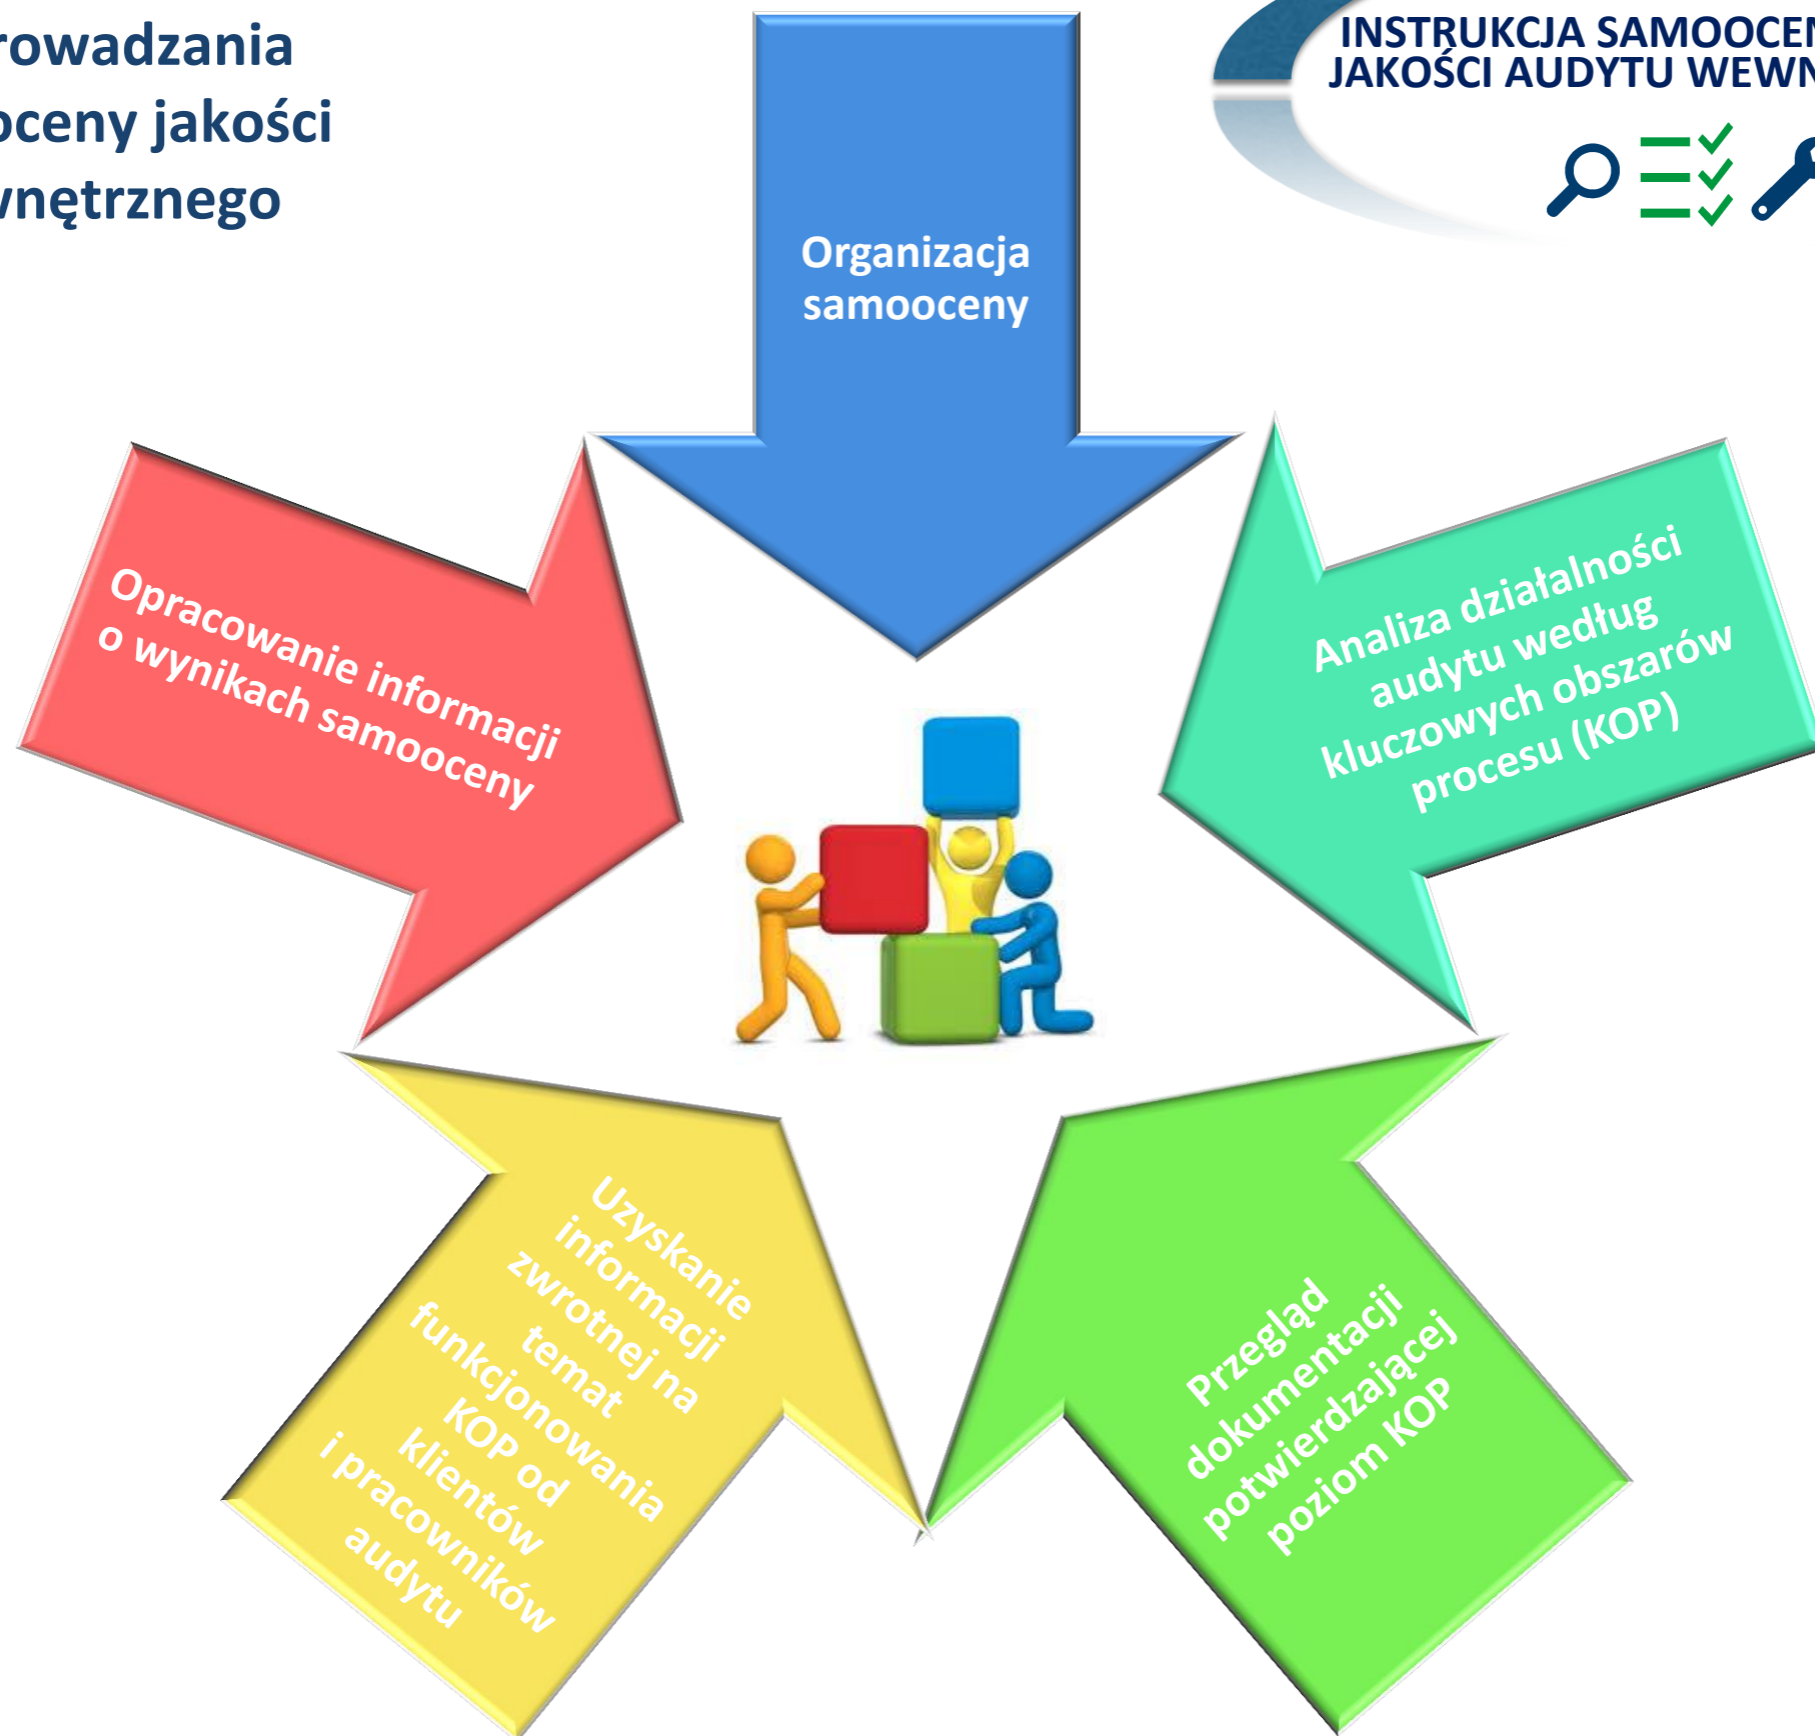 rowadzania
oceny jakości
wnętrznego
INSTRUKCJA SAMOOCEN
JAKOŚCI AUDYTU WEWN
Organizacja
samooceny
Analiza działalności
audytu według
kluczowych obszarów
procesu (KOP)
Przegląd
dokumentacji
potwierdzającej
poziom KOP
Uzyskanie
informacji
zwrotnej na
temat
funkcjonowania
KOP od
klientów
i pracowników
audytu
Opracowanie informacji
o wynikach samooceny